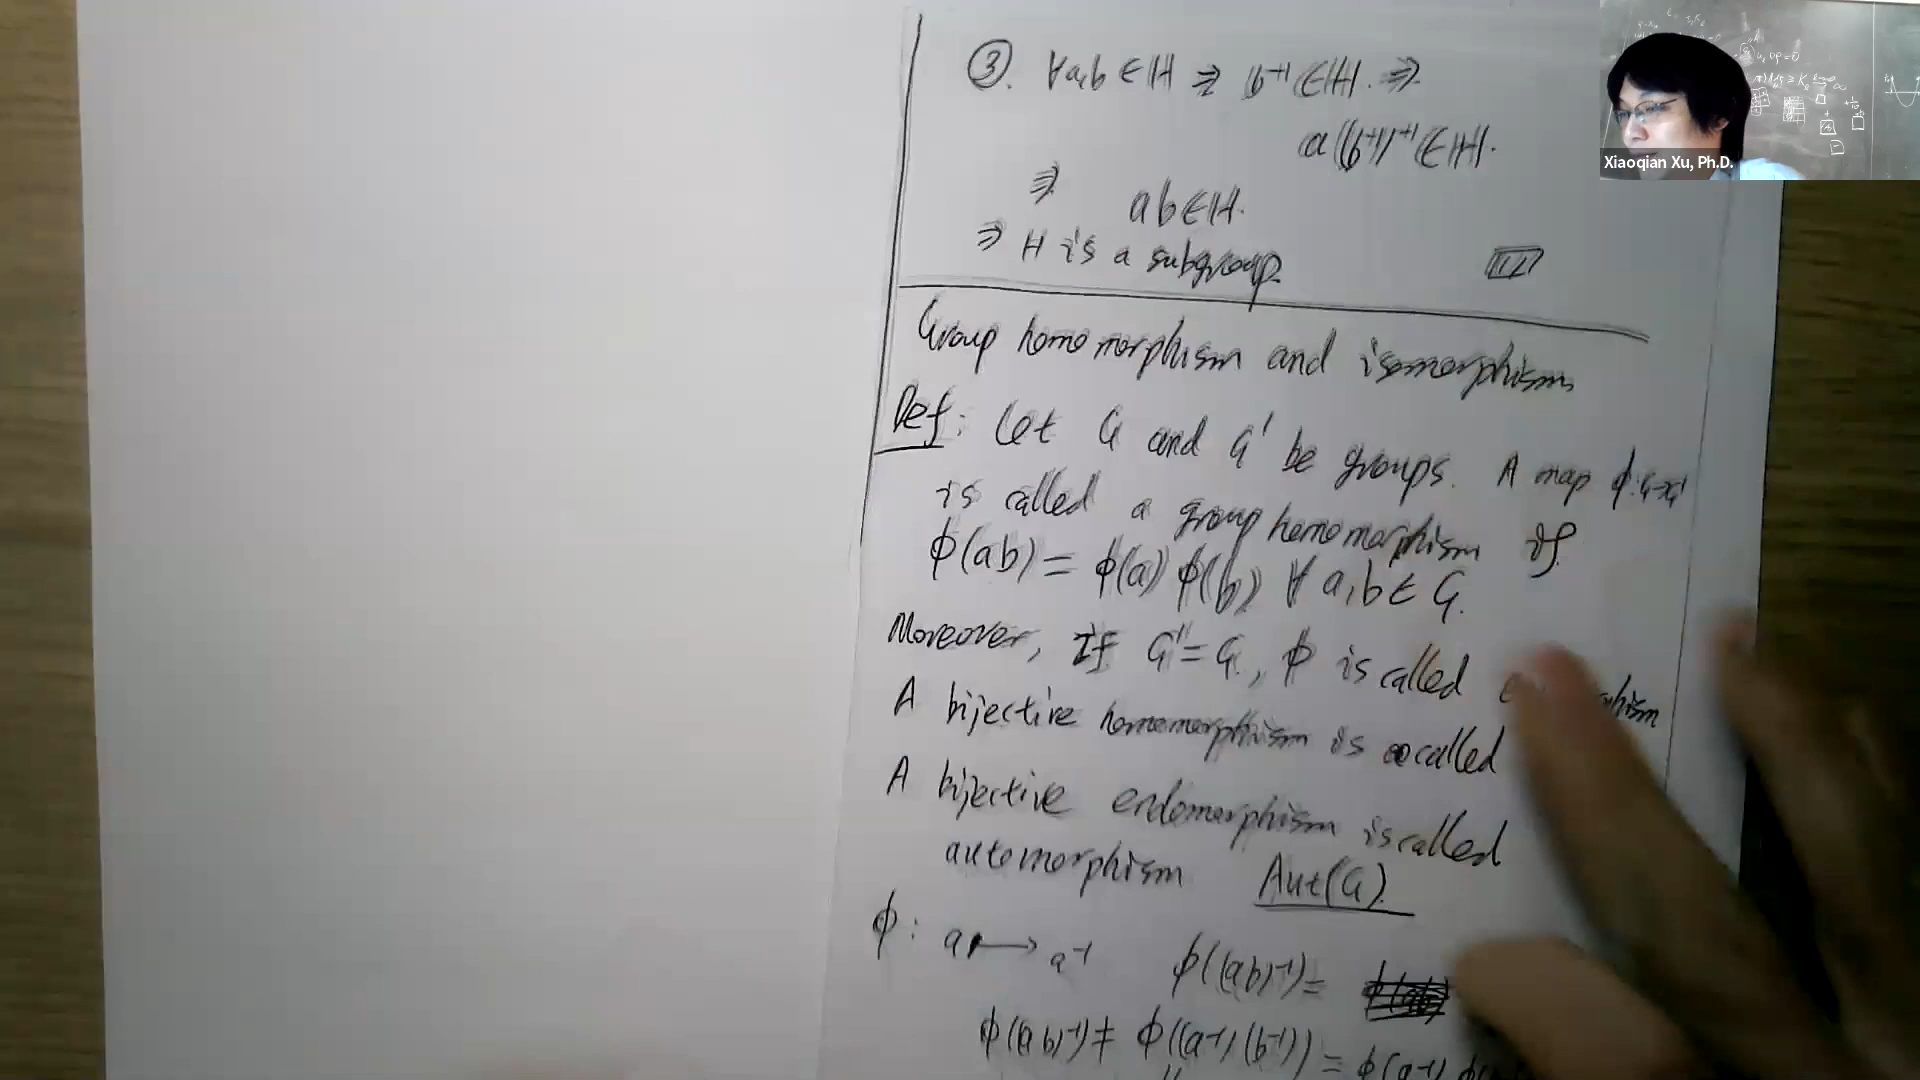 ③. ∀a,b ∈ H ⇒ b⁻¹ ∈ H. ⇒
a((b⁻¹)⁻¹ ∈ H.
⇒ ab ∈ H.
⇒ H is a subgroup.
Group homomorphism and isomorphism
Def: Let G and G' be groups. A map ϕ: G→G'
is called a group homomorphism if
ϕ(ab) = ϕ(a) ϕ(b) ∀ a,b ∈ G.
Moreover, If G'=G, ϕ is called
A bijective homomorphism is called
A bijective endomorphism is called
automorphism Aut(G).
ϕ: a ⟼ a⁻¹ ϕ((ab)⁻¹) =
ϕ((ab)⁻¹) ≠ ϕ((a⁻¹)(b⁻¹)) = ϕ(a⁻¹)
Xiaoqian Xu, Ph.D.